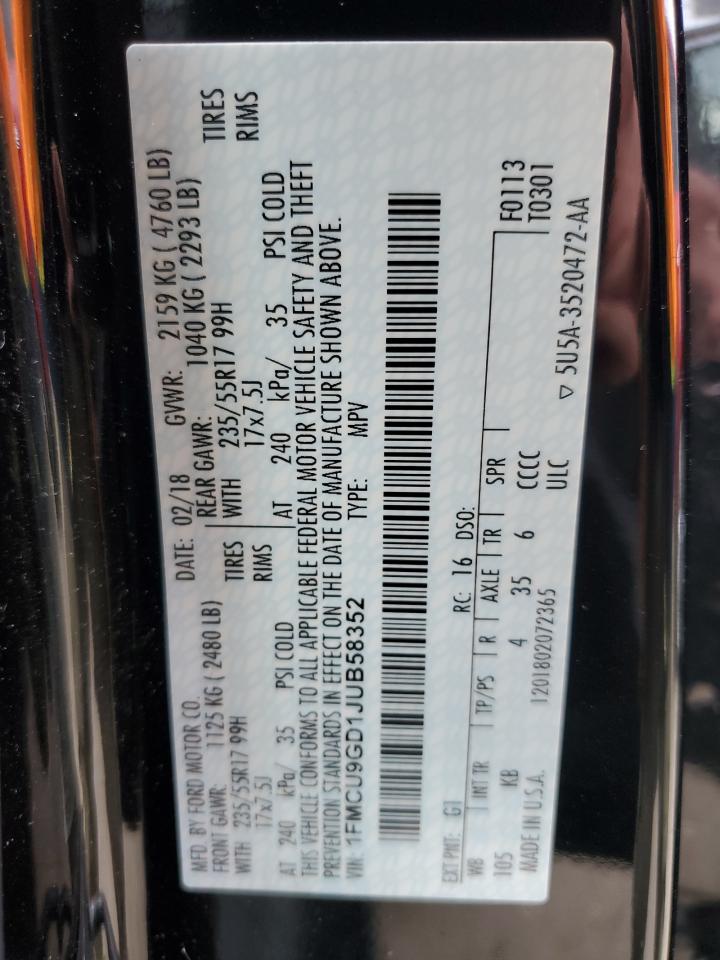 MFD. BY FORD MOTOR CO. DATE: 02/18 GVWR: 2159 KG ( 4760 LB)
FRONT GAWR: 1125 KG ( 2480 LB) REAR GAWR: 1040 KG ( 2293 LB)
WITH 235/55R17 99H TIRES WITH 235/55R17 99H TIRES
17x7.5J RIMS 17x7.5J RIMS
AT 240 kPa/ 35 PSI COLD AT 240 kPa/ 35 PSI COLD
THIS VEHICLE CONFORMS TO ALL APPLICABLE FEDERAL MOTOR VEHICLE SAFETY AND THEFT
PREVENTION STANDARDS IN EFFECT ON THE DATE OF MANUFACTURE SHOWN ABOVE.
VIN: 1FMCU9GD1JUB58352 TYPE: MPV
EXT PNT: G1 RC: 16 DSO:
WB INT TR TP/PS R AXLE TR SPR F0113
105 KB 4 35 6 CCCC T0301
MADE IN U.S.A. 1201802072365 ULC
▽ 5U5A-3520472-AA